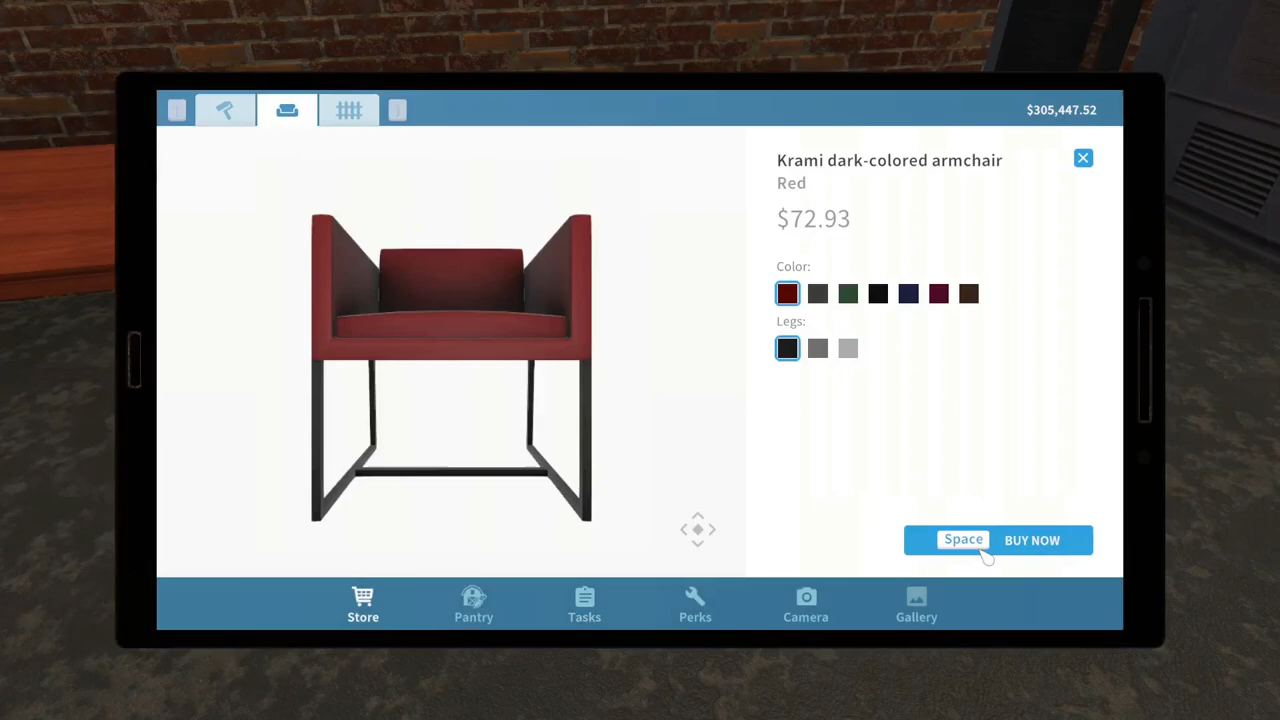 $305,447.52
Krami dark-colored armchair
Red
$72.93
Color:
Legs:
Space BUY NOW
Store Pantry Tasks Perks Camera Gallery